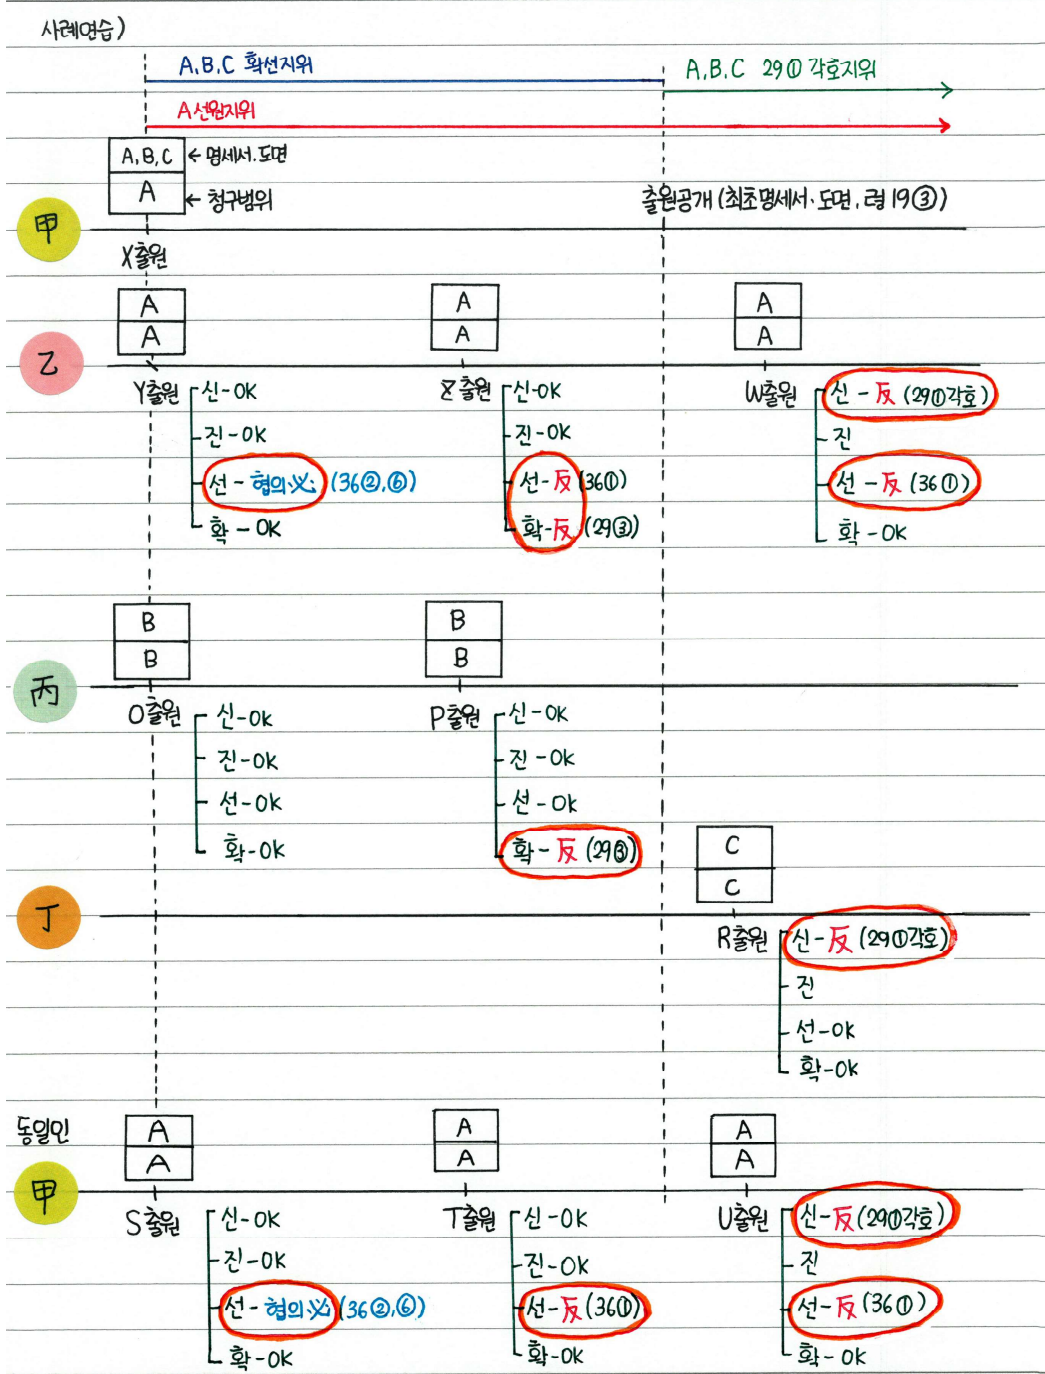 사례연습)
A,B,C 확선지위
A,B,C 29① 각호지위
A선원지위
A,B,C ← 명세서·도면
A ← 청구범위
출원공개 (최초명세서·도면, 령 19③)
甲
X출원
A A A
A A A
乙
Y출원 신-OK Z출원 신-OK W출원 신-反 (29①각호)
진-OK 진-OK 진
선-협의必 (36②,⑥) 선-反 (36①) 선-反 (36①)
확-OK 확-反 (29③) 확-OK
B B
B B
丙
O출원 신-OK P출원 신-OK
진-OK 진-OK
선-OK 선-OK
확-OK 확-反 (29③)
C
C
丁
R출원 신-反 (29①각호)
진
선-OK
확-OK
동일인
A A A
A A A
甲
S출원 신-OK T출원 신-OK U출원 신-反(29①각호)
진-OK 진-OK 진
선-협의必 (36②,⑥) 선-反(36①) 선-反(36①)
확-OK 확-OK 확-OK